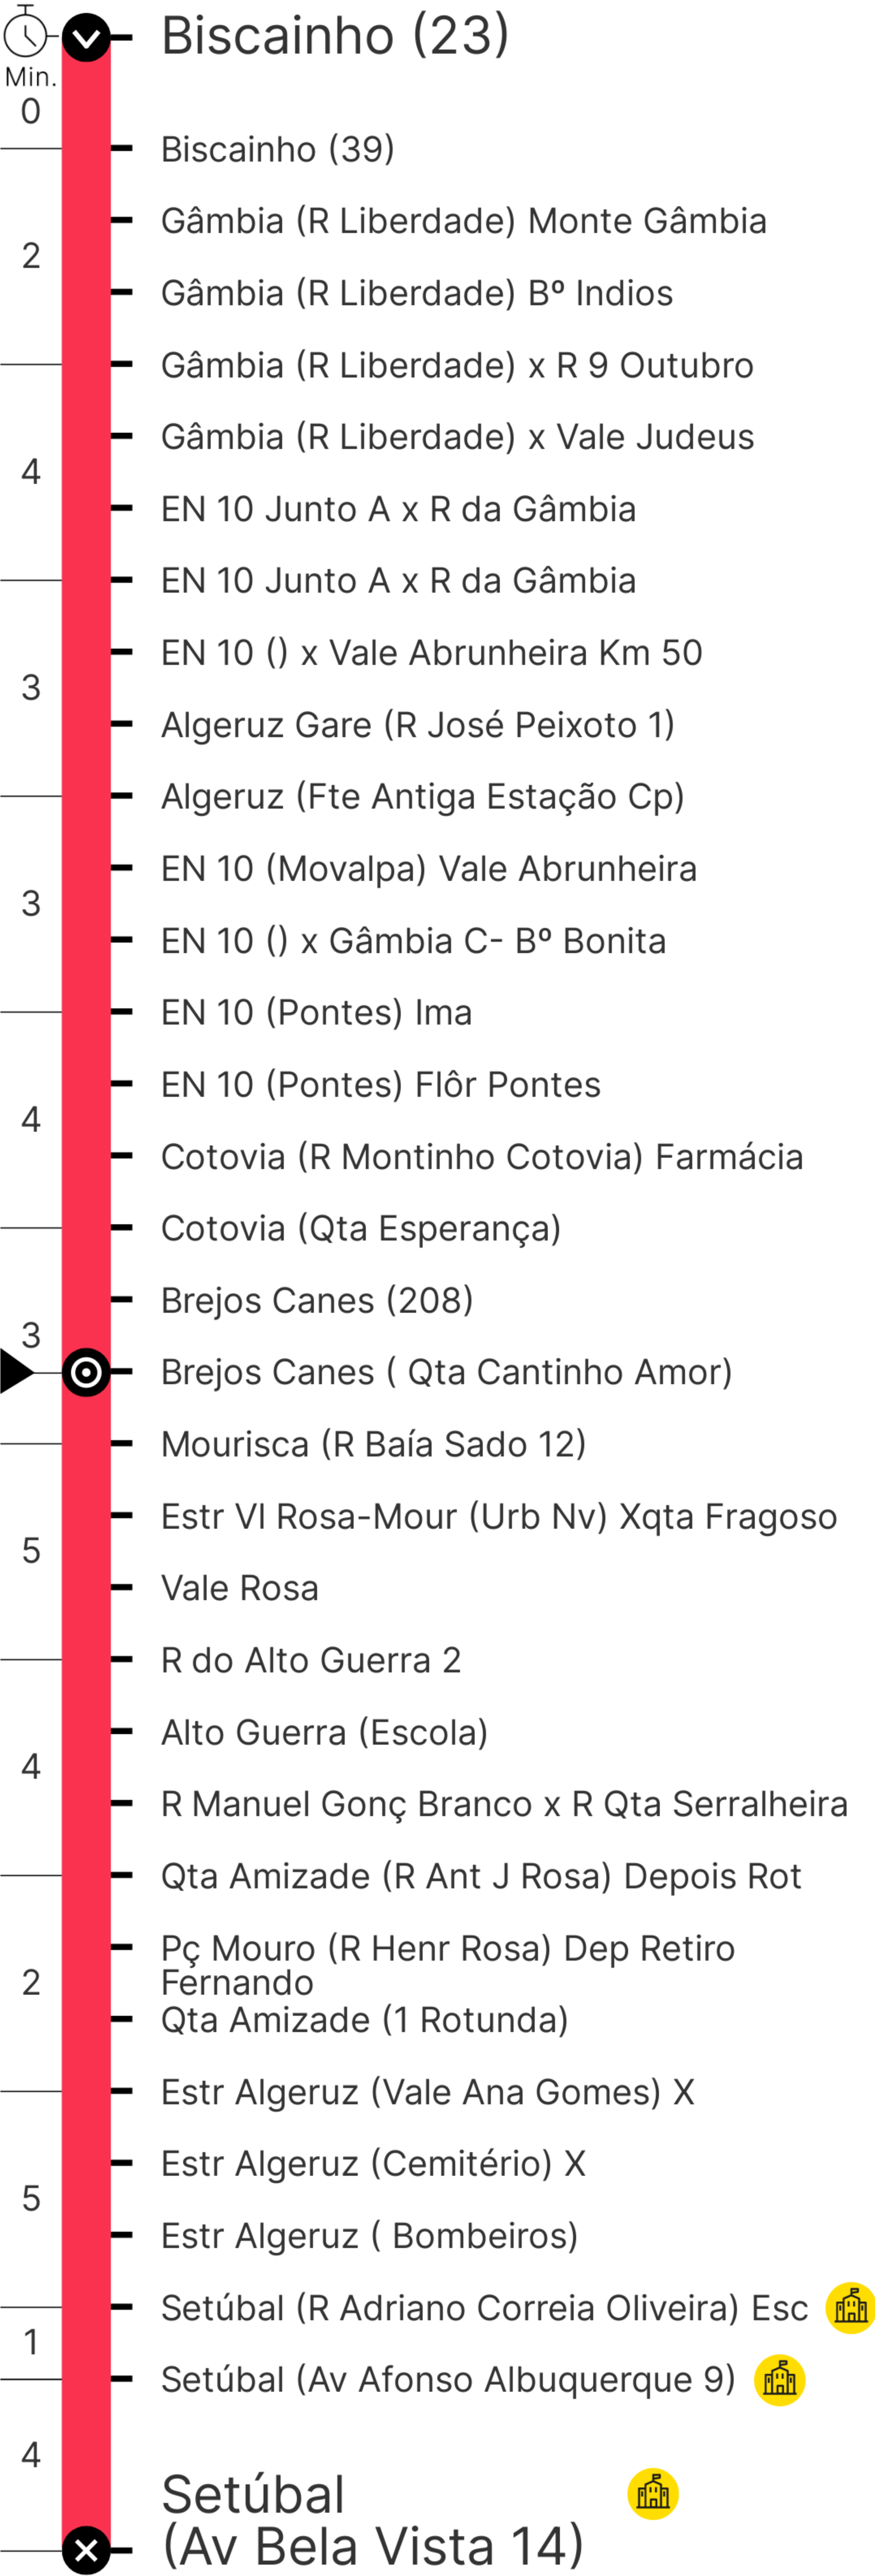 Biscainho (23)
Min.
0
Biscainho (39)
Gâmbia (R Liberdade) Monte Gâmbia
2
Gâmbia (R Liberdade) Bº Indios
Gâmbia (R Liberdade) x R 9 Outubro
Gâmbia (R Liberdade) x Vale Judeus
4
EN 10 Junto A x R da Gâmbia
EN 10 Junto A x R da Gâmbia
EN 10 () x Vale Abrunheira Km 50
3
Algeruz Gare (R José Peixoto 1)
Algeruz (Fte Antiga Estação Cp)
EN 10 (Movalpa) Vale Abrunheira
3
EN 10 () x Gâmbia C- Bº Bonita
EN 10 (Pontes) Ima
EN 10 (Pontes) Flôr Pontes
4
Cotovia (R Montinho Cotovia) Farmácia
Cotovia (Qta Esperança)
Brejos Canes (208)
3
Brejos Canes ( Qta Cantinho Amor)
Mourisca (R Baía Sado 12)
Estr Vl Rosa-Mour (Urb Nv) Xqta Fragoso
5
Vale Rosa
R do Alto Guerra 2
Alto Guerra (Escola)
4
R Manuel Gonç Branco x R Qta Serralheira
Qta Amizade (R Ant J Rosa) Depois Rot
Pç Mouro (R Henr Rosa) Dep Retiro
Fernando
2
Qta Amizade (1 Rotunda)
Estr Algeruz (Vale Ana Gomes) X
Estr Algeruz (Cemitério) X
5
Estr Algeruz ( Bombeiros)
Setúbal (R Adriano Correia Oliveira) Esc
1
Setúbal (Av Afonso Albuquerque 9)
4
Setúbal
(Av Bela Vista 14)